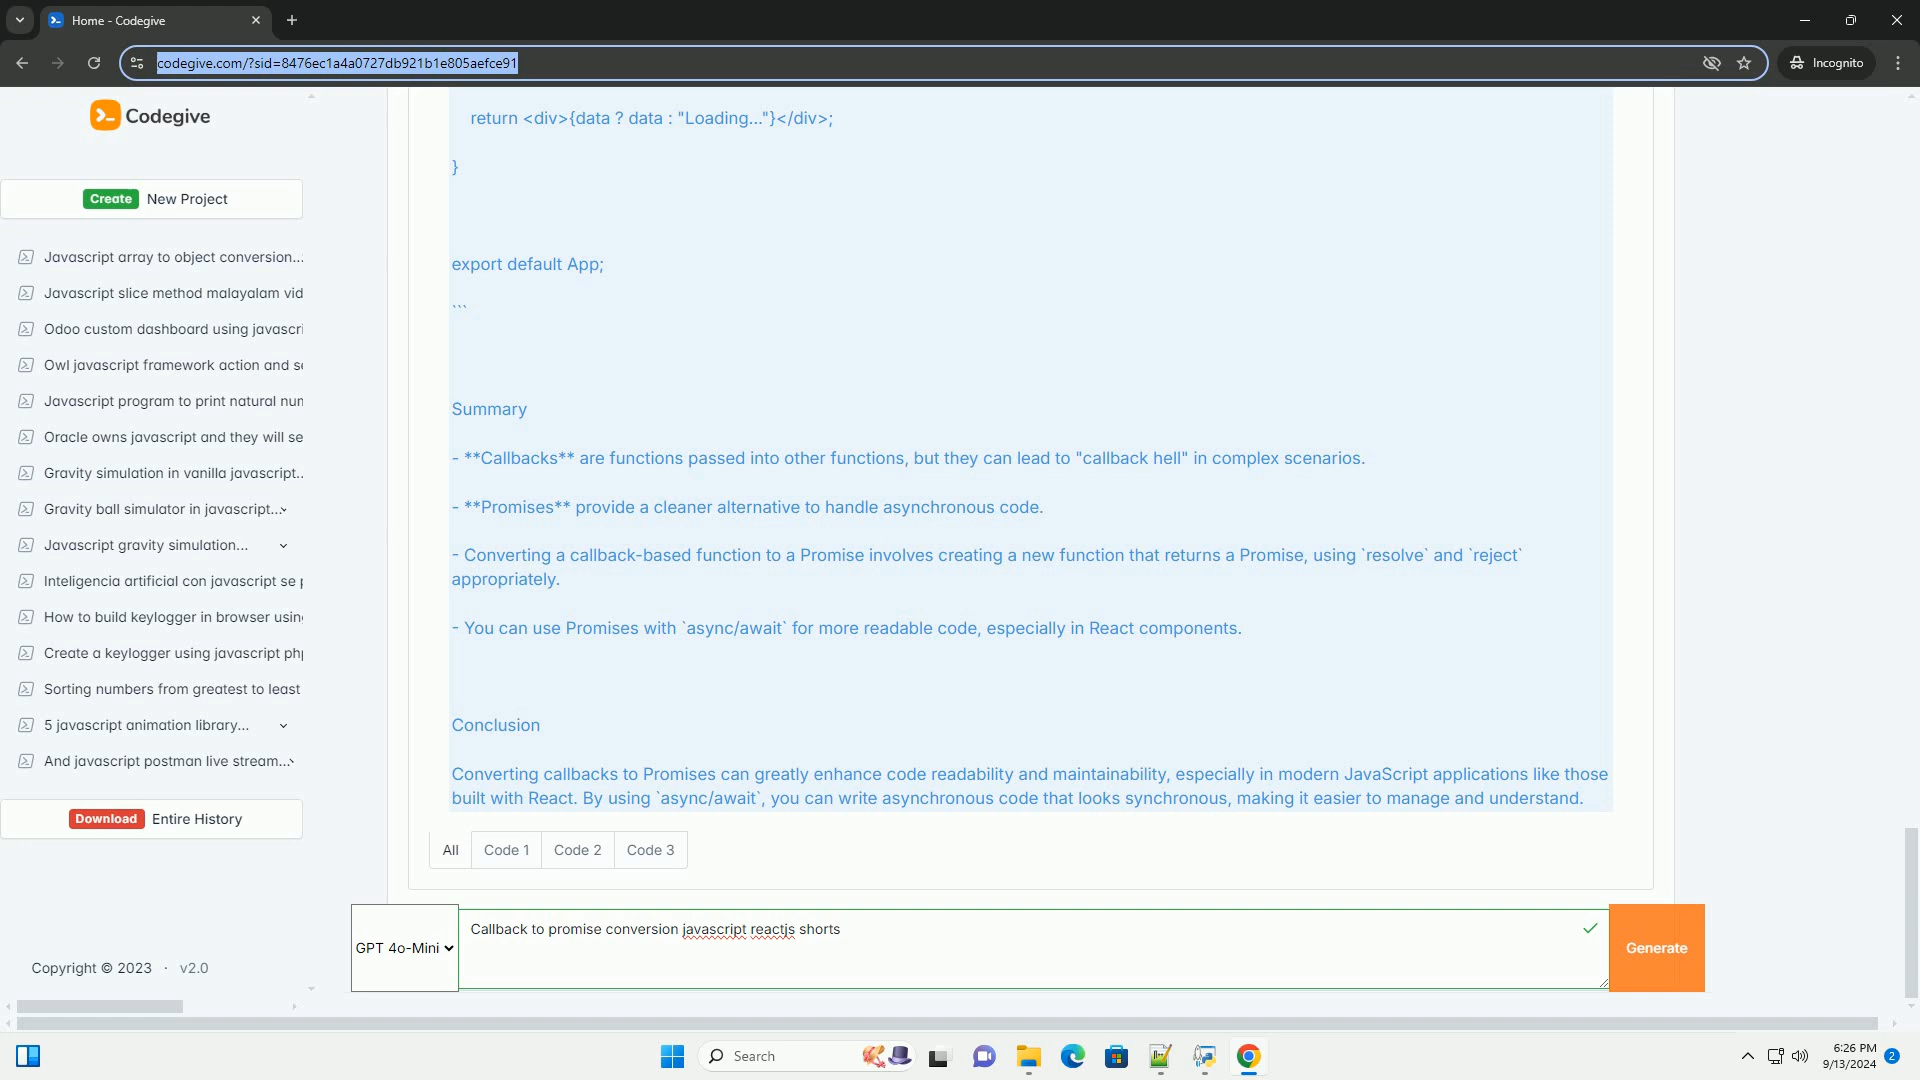 Home - Codegive
codegive.com/?sid=8476ec1a4a0727db921b1e805aefce91
Incognito
Codegive
Create New Project
Javascript array to object conversion...
Javascript slice method malayalam vid
Odoo custom dashboard using javascri
Owl javascript framework action and se
Javascript program to print natural nur
Oracle owns javascript and they will se
Gravity simulation in vanilla javascript...
Gravity ball simulator in javascript...
Javascript gravity simulation...
Inteligencia artificial con javascript se p
How to build keylogger in browser usin
Create a keylogger using javascript php
Sorting numbers from greatest to least
5 javascript animation library...
And javascript postman live stream...
Download Entire History
Copyright © 2023 · v2.0
return <div>{data ? data : "Loading..."}</div>;
}
export default App;
```
Summary
- **Callbacks** are functions passed into other functions, but they can lead to "callback hell" in complex scenarios.
- **Promises** provide a cleaner alternative to handle asynchronous code.
- Converting a callback-based function to a Promise involves creating a new function that returns a Promise, using `resolve` and `reject`
appropriately.
- You can use Promises with `async/await` for more readable code, especially in React components.
Conclusion
Converting callbacks to Promises can greatly enhance code readability and maintainability, especially in modern JavaScript applications like those
built with React. By using `async/await`, you can write asynchronous code that looks synchronous, making it easier to manage and understand.
All Code 1 Code 2 Code 3
GPT 4o-Mini
Callback to promise conversion javascript reactjs shorts
Generate
Search
6:26 PM
9/13/2024
2